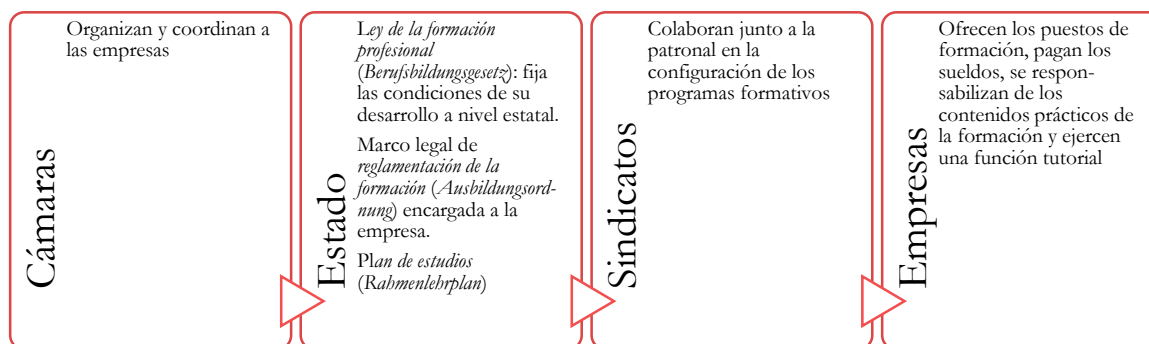 Cámaras
Organizan y coordinan a
las empresas
Estado
Ley de la formación
profesional
(Berufsbildungsgesetz): fija
las condiciones de su
desarrollo a nivel estatal.
Marco legal de
reglamentación de la
formación (Ausbildungsord-
nung) encargada a la
empresa.
Plan de estudios
(Rahmenlehrplan)
Sindicatos
Colaboran junto a la
patronal en la
configuración de los
programas formativos
Empresas
Ofrecen los puestos de
formación, pagan los
sueldos, se respon-
sabilizan de los
contenidos prácticos de
la formación y ejercen
una función tutorial